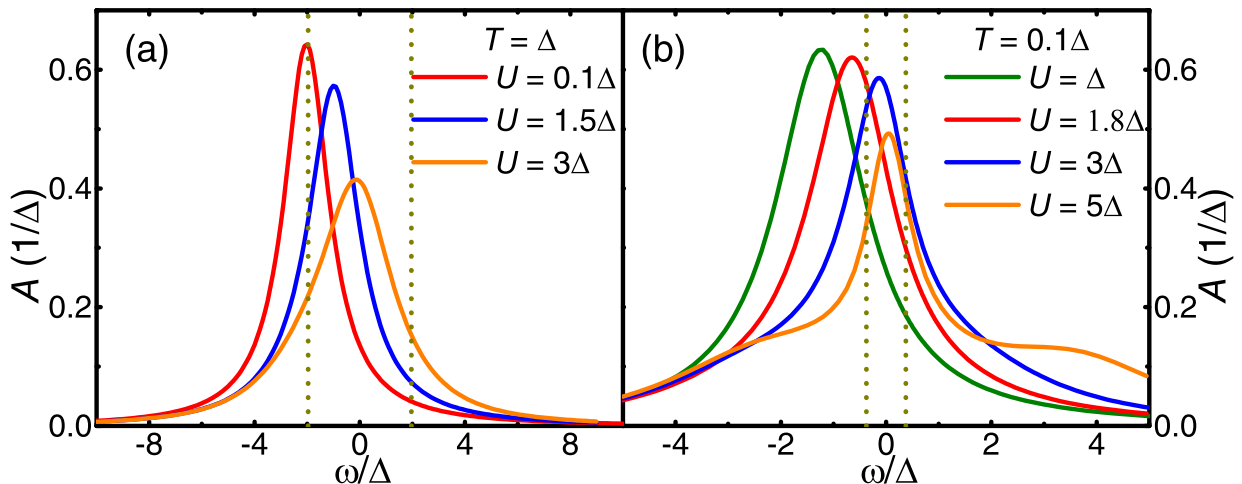 (a)
T = Δ
U = 0.1Δ
U = 1.5Δ
U = 3Δ
0.6
0.4
0.2
0.0
A (1/Δ)
-8 -4 0 4 8
ω/Δ
(b)
T = 0.1Δ
U = Δ
U = 1.8Δ
U = 3Δ
U = 5Δ
0.6
0.4
0.2
0.0
A (1/Δ)
-4 -2 0 2 4
ω/Δ